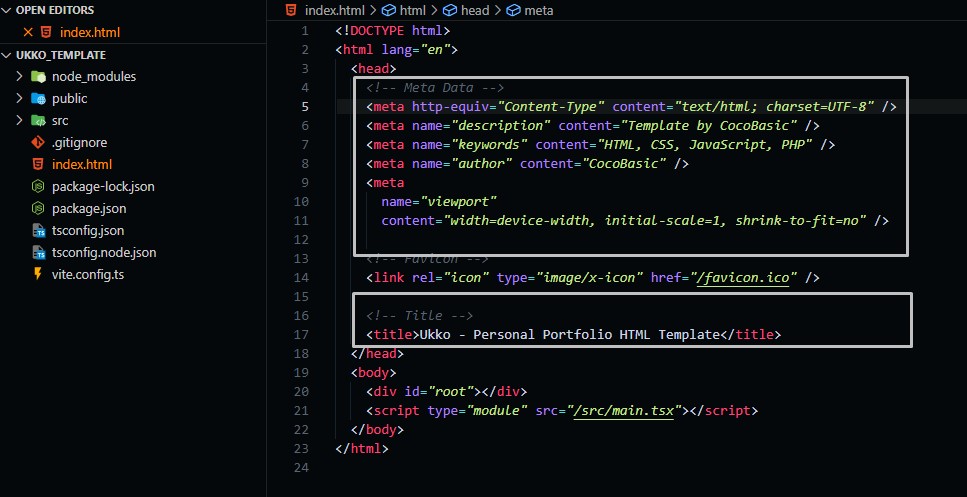 OPEN EDITORS
index.html
UKKO_TEMPLATE
node_modules
public
src
.gitignore
index.html
package-lock.json
package.json
tsconfig.json
tsconfig.node.json
vite.config.ts
index.html > html > head > meta
1 <!DOCTYPE html>
2 <html lang="en">
3 <head>
4 <!-- Meta Data -->
5 <meta http-equiv="Content-Type" content="text/html; charset=UTF-8" />
6 <meta name="description" content="Template by CocoBasic" />
7 <meta name="keywords" content="HTML, CSS, JavaScript, PHP" />
8 <meta name="author" content="CocoBasic" />
9 <meta
10 name="viewport"
11 content="width=device-width, initial-scale=1, shrink-to-fit=no" />
12
13 <!-- Favicon -->
14 <link rel="icon" type="image/x-icon" href="/favicon.ico" />
15
16 <!-- Title -->
17 <title>Ukko - Personal Portfolio HTML Template</title>
18 </head>
19 <body>
20 <div id="root"></div>
21 <script type="module" src="/src/main.tsx"></script>
22 </body>
23 </html>
24